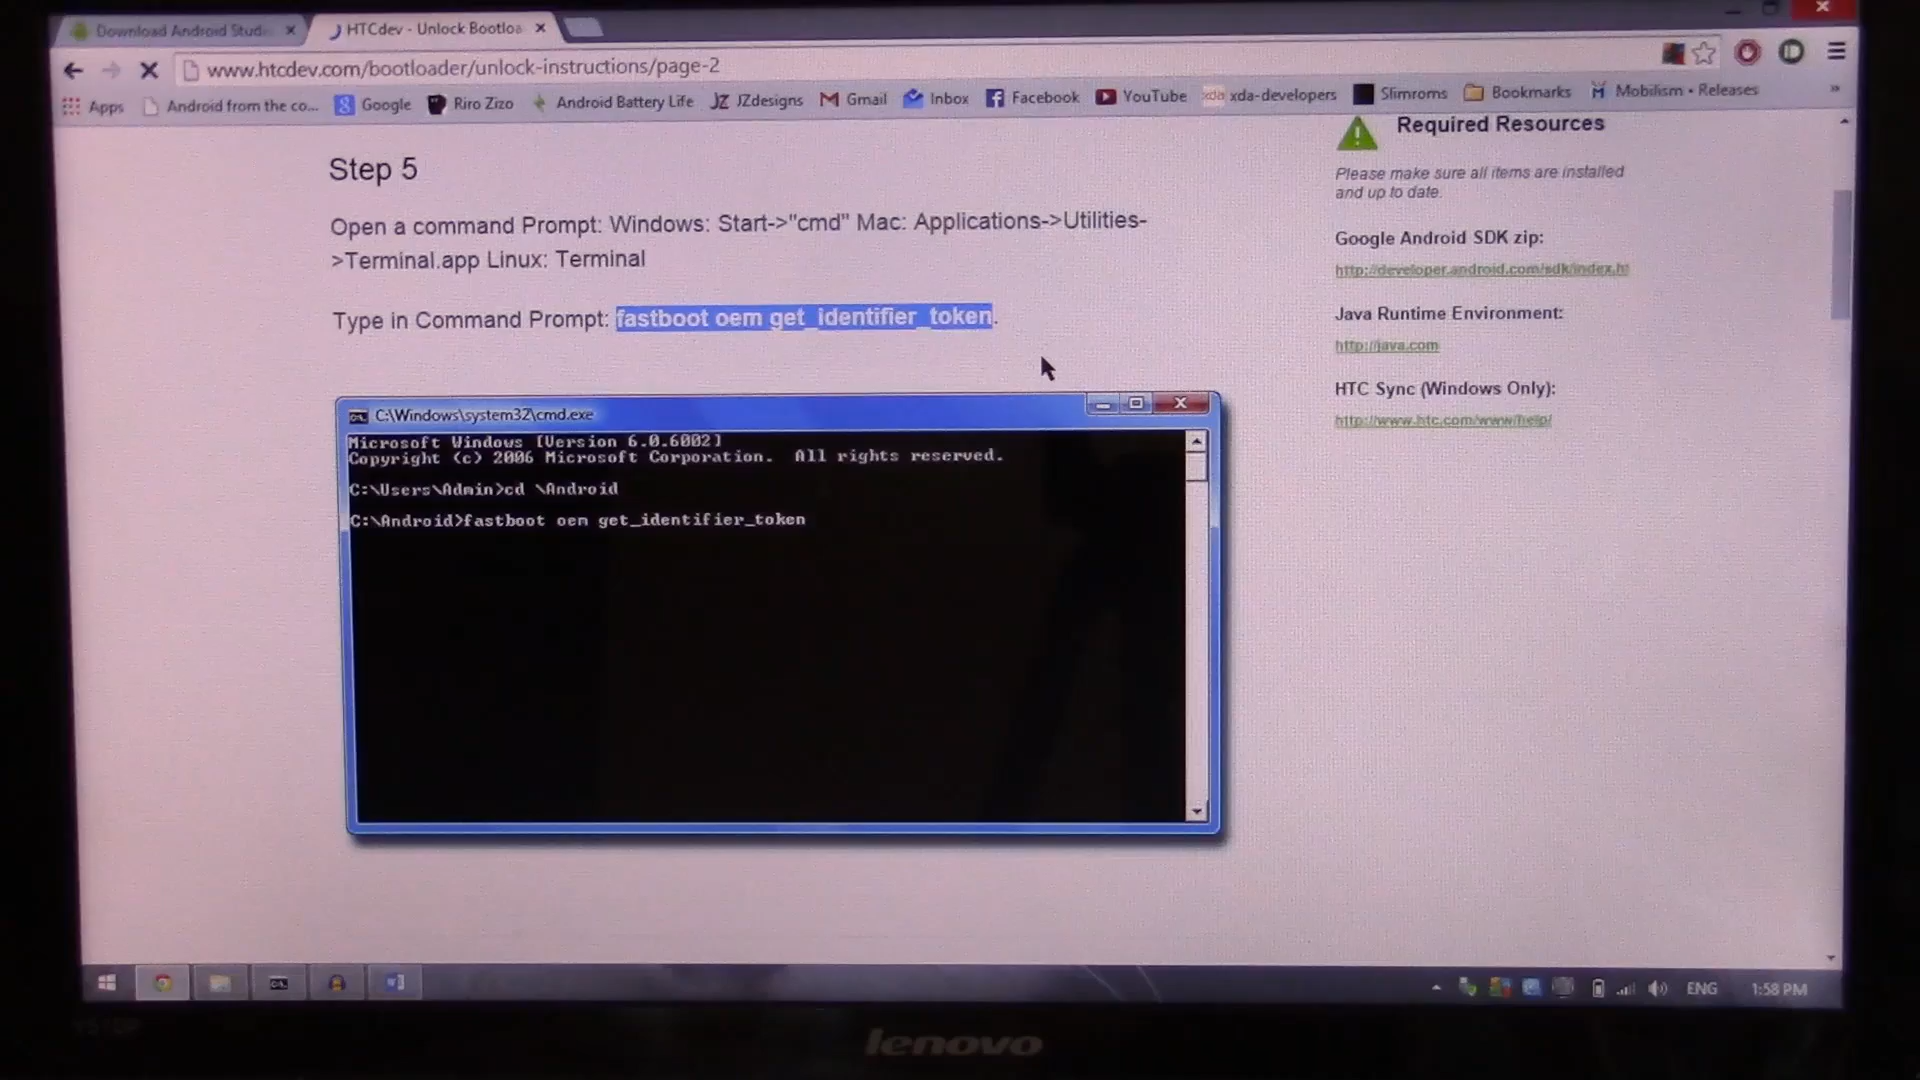 Download Android Stud
HTCdev - Unlock Bootloa
www.htcdev.com/bootloader/unlock-instructions/page-2
Apps
Android from the co...
Google
Riro Zizo
Android Battery Life
JZ JZdesigns
Gmail
Inbox
Facebook
YouTube
xda xda-developers
Slimroms
Bookmarks
Mobilism • Releases
»
Step 5
Open a command Prompt: Windows: Start->"cmd" Mac: Applications->Utilities-
>Terminal.app Linux: Terminal
Type in Command Prompt: fastboot oem get_identifier_token.
C:\Windows\system32\cmd.exe
Microsoft Windows [Version 6.0.6002]
Copyright (c) 2006 Microsoft Corporation. All rights reserved.
C:\Users\Admin>cd \Android
C:\Android>fastboot oem get_identifier_token
Required Resources
Please make sure all items are installed
and up to date.
Google Android SDK zip:
http://developer.android.com/sdk/index.ht
Java Runtime Environment:
http://java.com
HTC Sync (Windows Only):
http://www.htc.com/www/help/
ENG
1:58 PM
lenovo